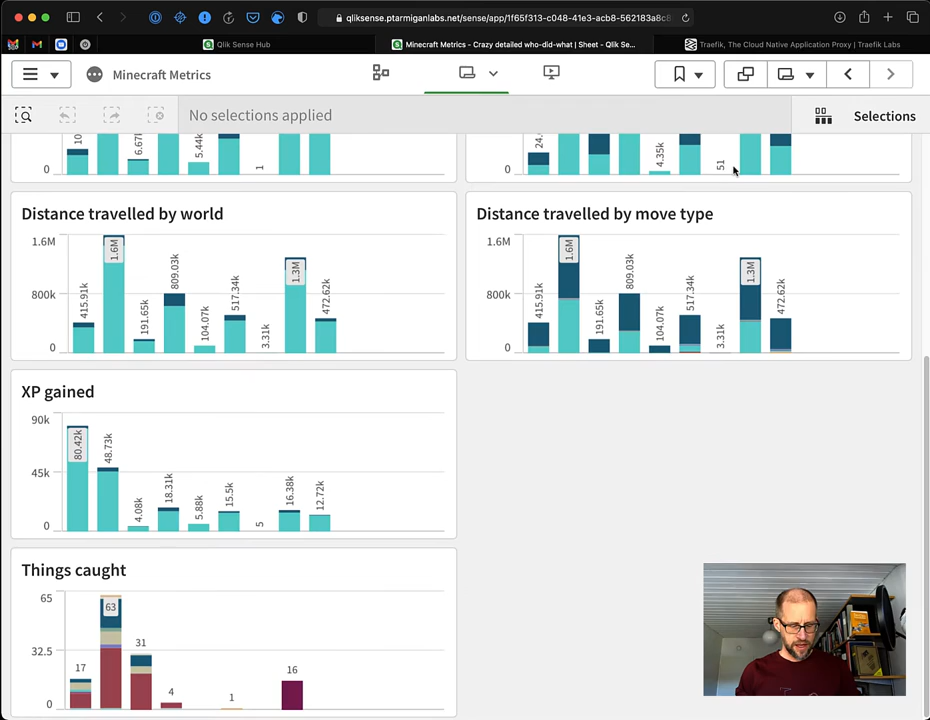 qliksense.ptarmiganlabs.net/sense/app/1f65f313-c048-41e3-acb8-562183a8c8
Qlik Sense Hub
Minecraft Metrics - Crazy detailed who-did-what | Sheet - Qlik Se...
Traefik, The Cloud Native Application Proxy | Traefik Labs
Minecraft Metrics
No selections applied
Selections
0 10 6.67k 5.44k 1
0 24. 4.35k 51
Distance travelled by world
1.6M
800k
0
415.91k 1.6M 191.65k 809.03k 104.07k 517.34k 3.31k 1.3M 472.62k
Distance travelled by move type
1.6M
800k
0
415.91k 1.6M 191.65k 809.03k 104.07k 517.34k 3.31k 1.3M 472.62k
XP gained
90k
45k
0
80.42k 48.73k 4.08k 18.31k 5.88k 15.5k 5 16.38k 12.72k
Things caught
65
32.5
0
17 63 31 4 1 16